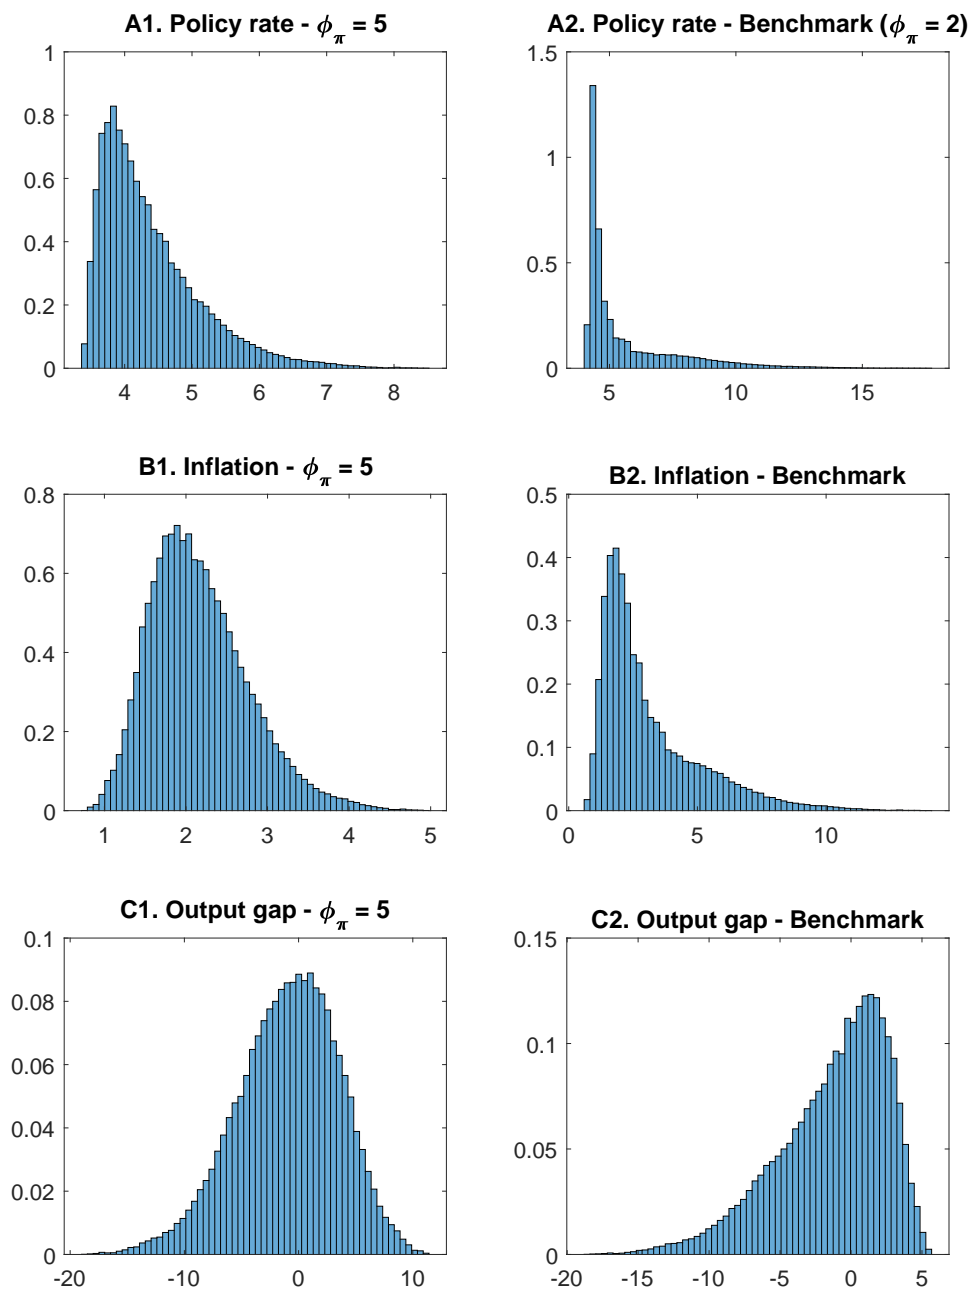 A1. Policy rate - ϕπ = 5
1
0.8
0.6
0.4
0.2
0
4 5 6 7 8
A2. Policy rate - Benchmark (ϕπ = 2)
1.5
1
0.5
0
5 10 15
B1. Inflation - ϕπ = 5
0.8
0.6
0.4
0.2
0
1 2 3 4 5
B2. Inflation - Benchmark
0.5
0.4
0.3
0.2
0.1
0
0 5 10
C1. Output gap - ϕπ = 5
0.1
0.08
0.06
0.04
0.02
0
-20 -10 0 10
C2. Output gap - Benchmark
0.15
0.1
0.05
0
-20 -15 -10 -5 0 5